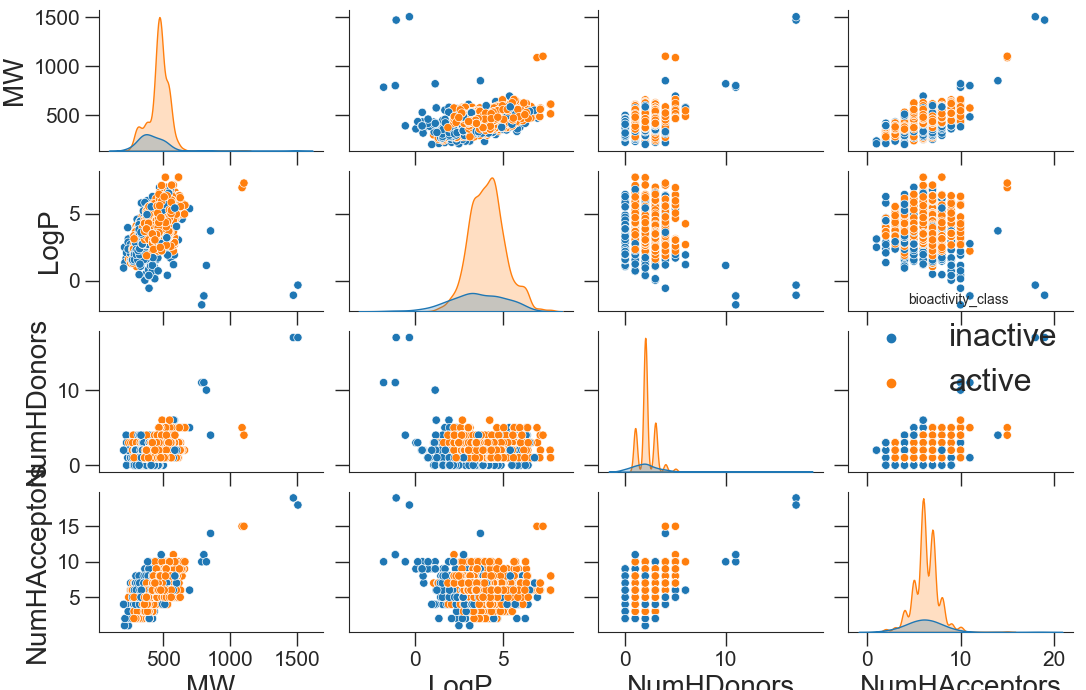 1500
1000
500
MW
5
0
LogP
bioactivity_class
inactive
active
10
0
NumHDonors
15
10
5
NumHAcceptors
500 1000 1500
0 5
0 10
0 10 20
MW
LogP
NumHDonors
NumHAcceptors